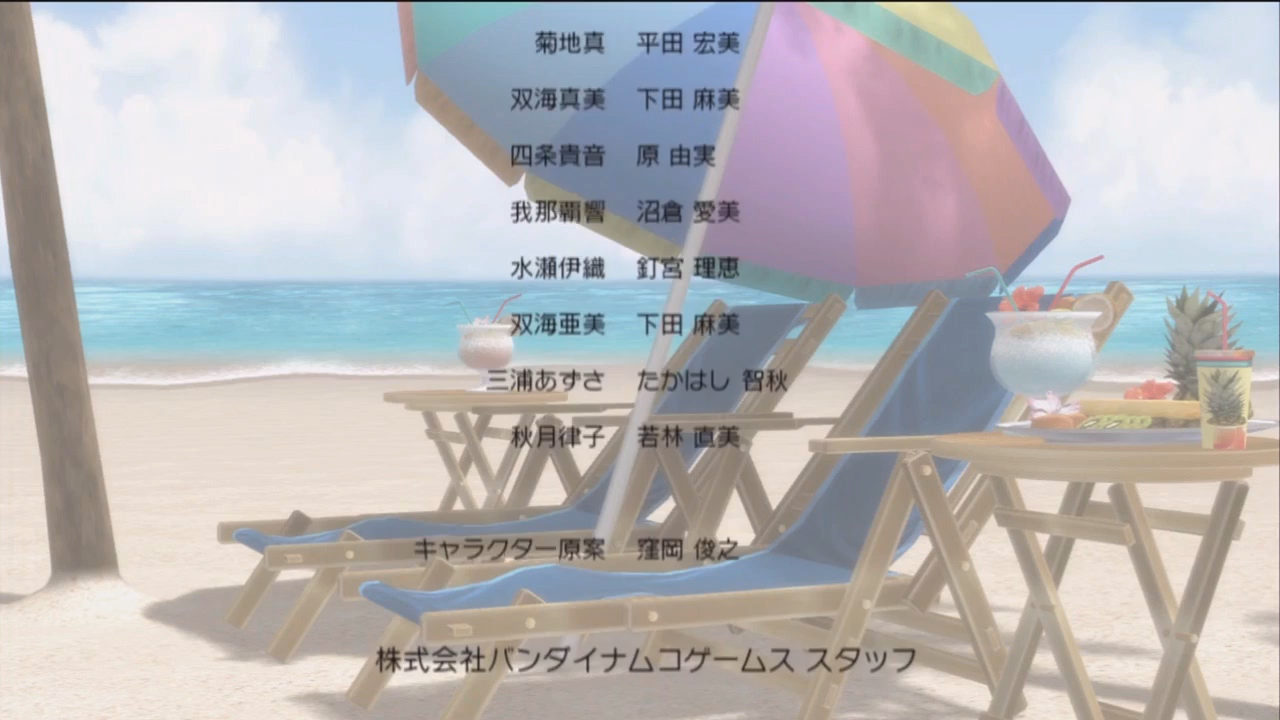 菊地真 平田 宏美
双海真美 下田 麻美
四条貴音 原 由実
我那覇響 沼倉 愛美
水瀬伊織 釘宮 理恵
双海亜美 下田 麻美
三浦あずさ たかはし 智秋
秋月律子 若林 直美
キャラクター原案 窪岡 俊之
株式会社バンダイナムコゲームス スタッフ